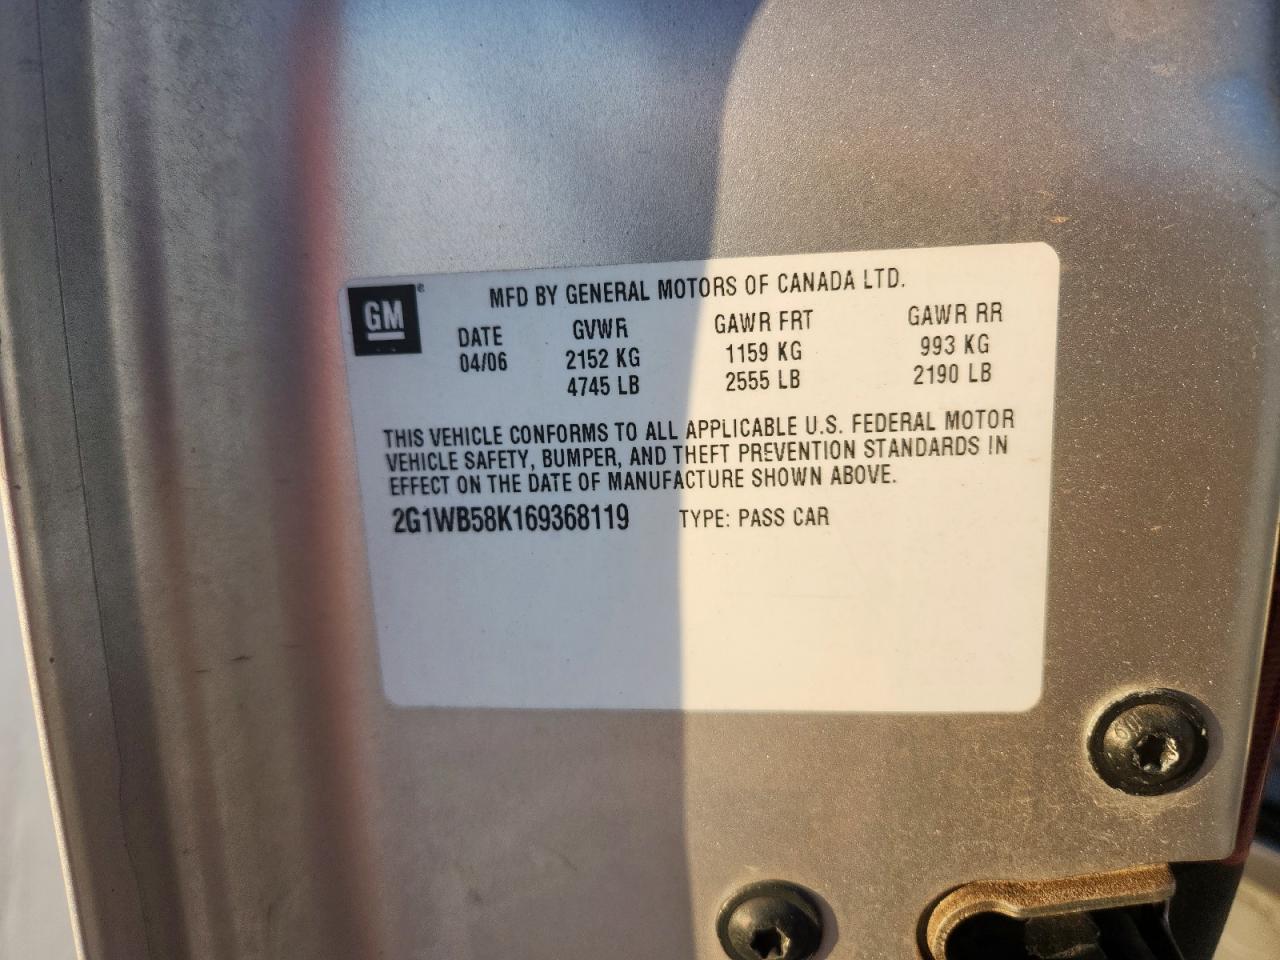 GM®
MFD BY GENERAL MOTORS OF CANADA LTD.
DATE GVWR GAWR FRT GAWR RR
04/06 2152 KG 1159 KG 993 KG
4745 LB 2555 LB 2190 LB
THIS VEHICLE CONFORMS TO ALL APPLICABLE U.S. FEDERAL MOTOR
VEHICLE SAFETY, BUMPER, AND THEFT PREVENTION STANDARDS IN
EFFECT ON THE DATE OF MANUFACTURE SHOWN ABOVE.
2G1WB58K169368119 TYPE: PASS CAR